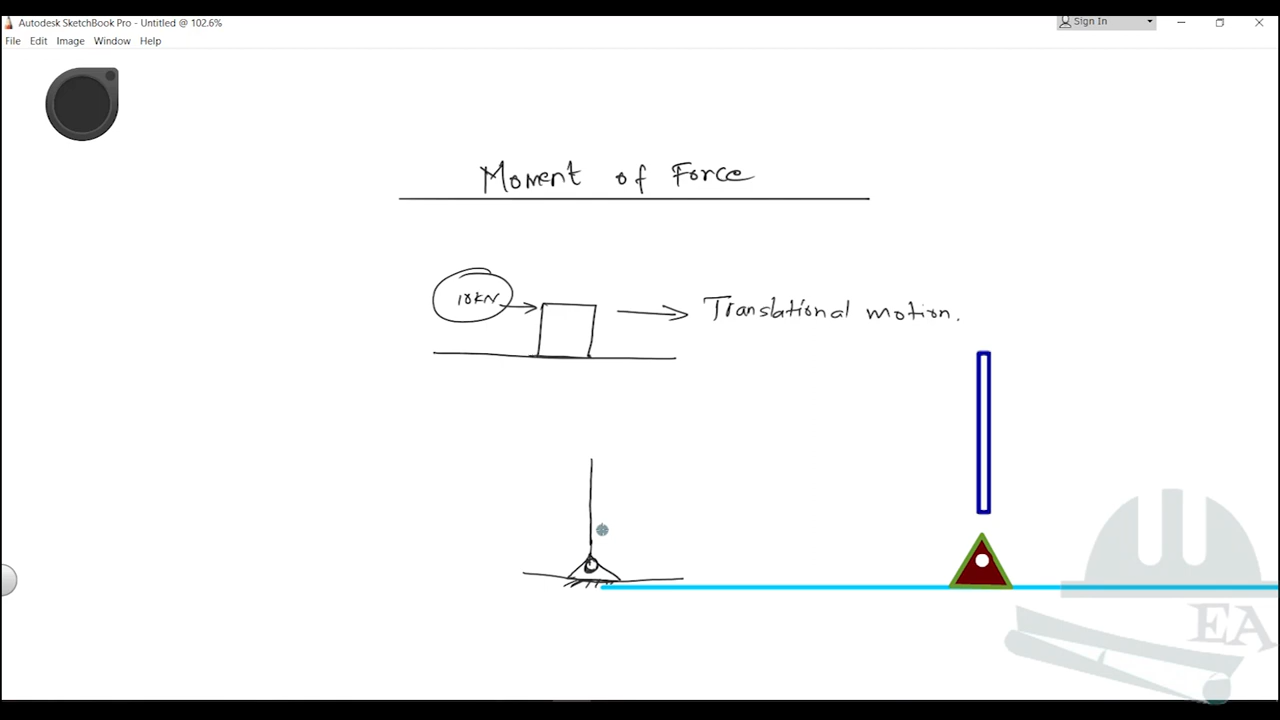 Autodesk SketchBook Pro - Untitled @ 102.6%
Sign In
File Edit Image Window Help
Moment of Force
10KN
Translational motion.
EA